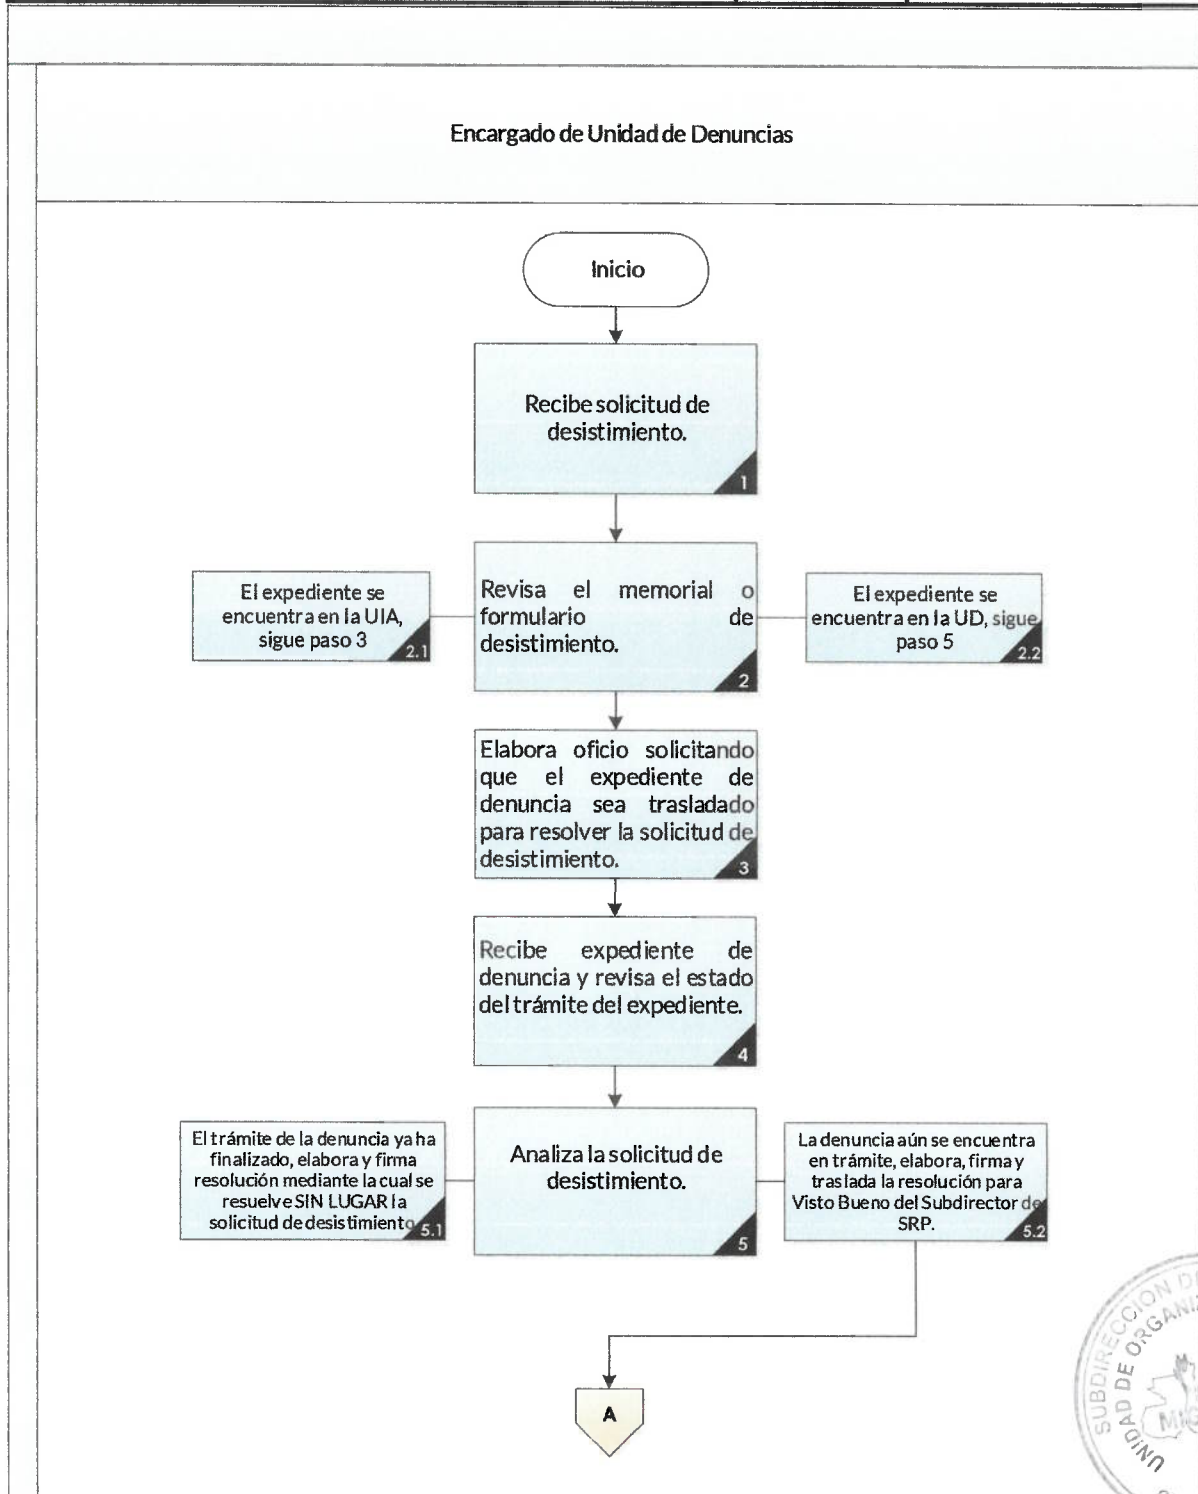 Encargado de Unidad de Denuncias
Inicio
Recibe solicitud de
desistimiento.
1
El expediente se
encuentra en la UIA,
sigue paso 3
2.1
Revisa el memorial o
formulario de
desistimiento.
2
El expediente se
encuentra en la UD, sigue
paso 5
2.2
Elabora oficio solicitando
que el expediente de
denuncia sea trasladado
para resolver la solicitud de
desistimiento.
3
Recibe expediente de
denuncia y revisa el estado
del trámite del expediente.
4
El trámite de la denuncia ya ha
finalizado, elabora y firma
resolución mediante la cual se
resuelve SIN LUGAR la
solicitud de desistimiento
5.1
Analiza la solicitud de
desistimiento.
5
La denuncia aún se encuentra
en trámite, elabora, firma y
traslada la resolución para
Visto Bueno del Subdirector de
SRP.
5.2
A
SUBDIRECCION DE
UNIDAD DE ORGANI